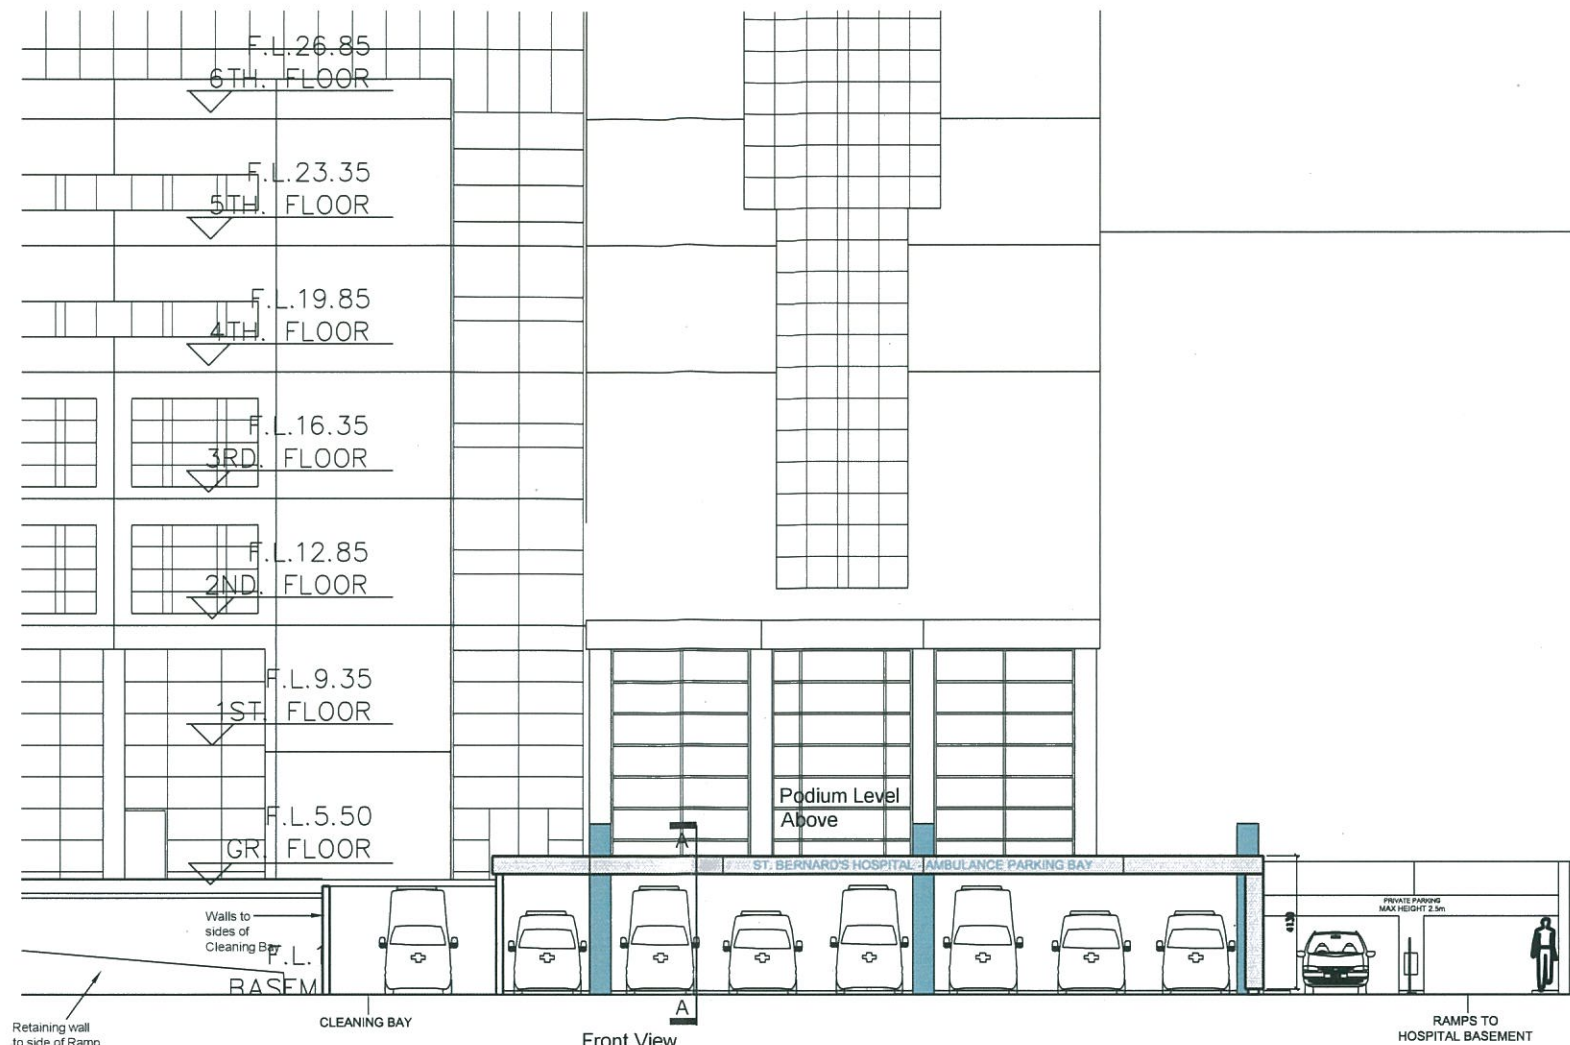 F.L.26.85
6TH. FLOOR
F.L.23.35
5TH. FLOOR
F.L.19.85
4TH. FLOOR
F.L.16.35
3RD. FLOOR
F.L.12.85
2ND. FLOOR
F.L.9.35
1ST. FLOOR
F.L.5.50
GR. FLOOR
Podium Level
Above
A
ST. BERNARD'S HOSPITAL AMBULANCE PARKING BAY
4130
PRIVATE PARKING
MAX HEIGHT 2.5m
Walls to
sides of
Cleaning Bay
F.L.1
BASEM
A
CLEANING BAY
Front View
RAMPS TO
HOSPITAL BASEMENT
Retaining wall
to side of Ramp